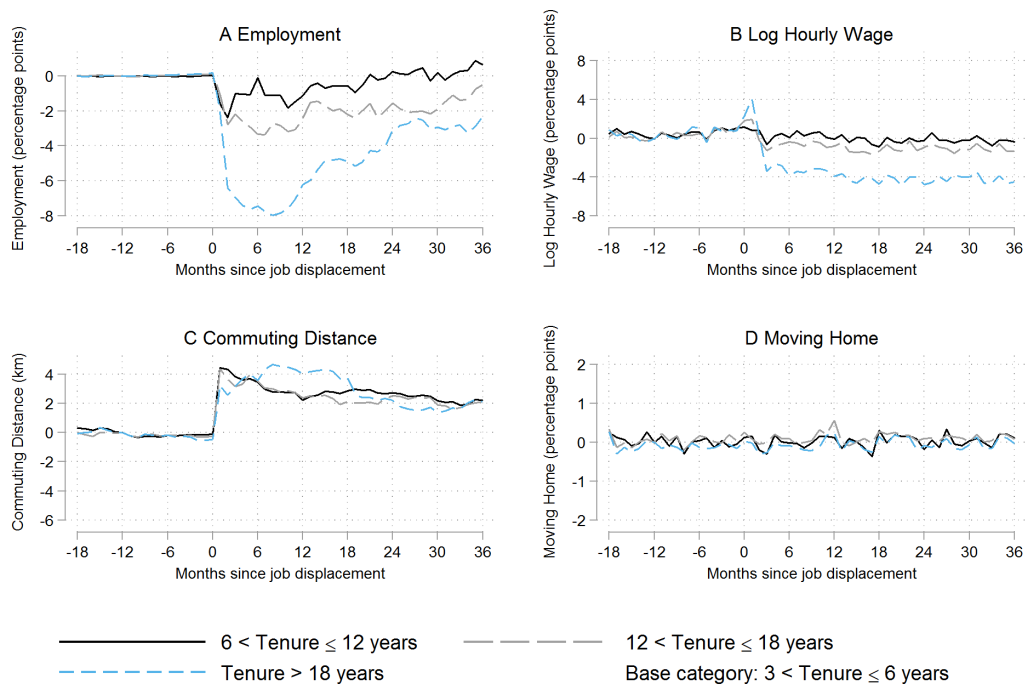 A Employment
Employment (percentage points)
0
-2
-4
-6
-8
-18 -12 -6 0 6 12 18 24 30 36
Months since job displacement
B Log Hourly Wage
Log Hourly Wage (percentage points)
8
4
0
-4
-8
-18 -12 -6 0 6 12 18 24 30 36
Months since job displacement
C Commuting Distance
Commuting Distance (km)
4
2
0
-2
-4
-6
-18 -12 -6 0 6 12 18 24 30 36
Months since job displacement
D Moving Home
Moving Home (percentage points)
2
1
0
-1
-2
-18 -12 -6 0 6 12 18 24 30 36
Months since job displacement
6 < Tenure ≤ 12 years
12 < Tenure ≤ 18 years
Tenure > 18 years
Base category: 3 < Tenure ≤ 6 years